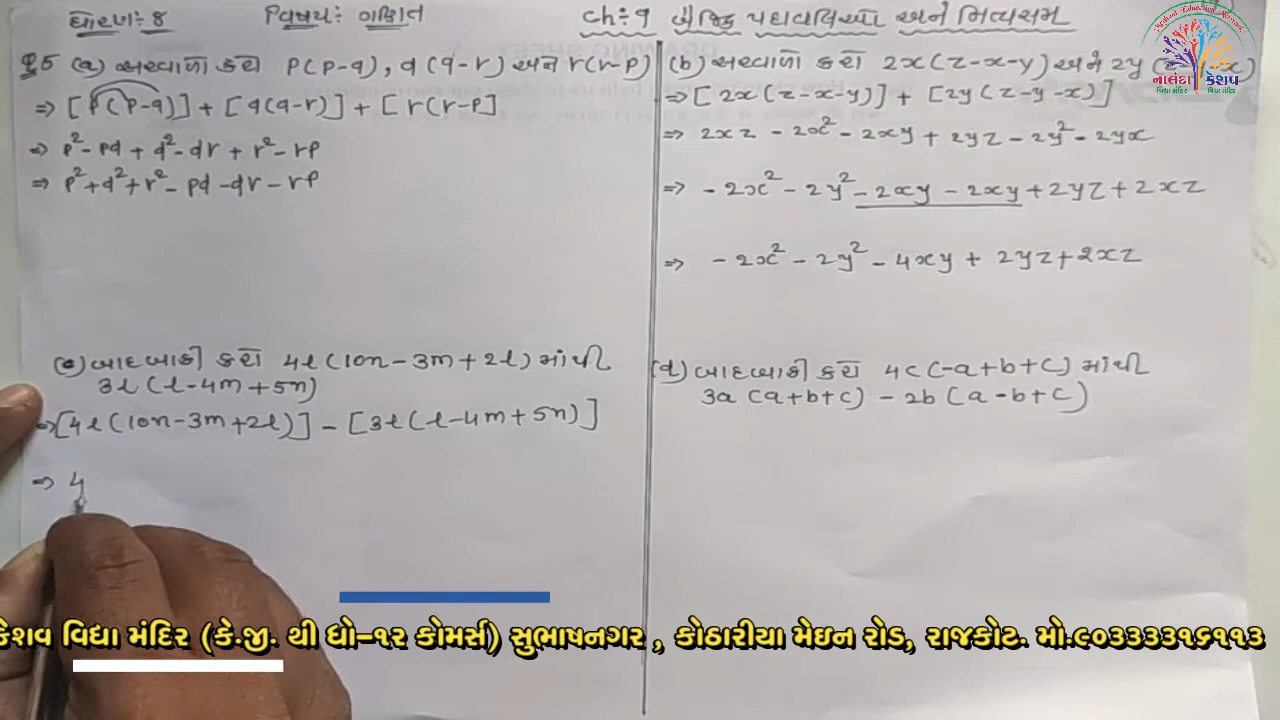 ધોરણઃ ૪ વિષયઃ ગણિત ch÷9 બૈજિક પદાવલિઓ અને નિત્યસમ
(a) સરવાળો કરો p(p-q), q(q-r) અને r(r-p)
⇒ [p(p-q)] + [q(q-r)] + [r(r-p]
⇒ p²-pq + q²-qr + r²-rp
⇒ p²+q²+r²-pq-qr-rp
(b) સરવાળો કરો 2x(z-x-y) અને 2y(
⇒ [2x(z-x-y)] + [2y(z-y-x)]
⇒ 2xz - 2x² - 2xy + 2yz - 2y² - 2yx
⇒ - 2x² - 2y² - 2xy - 2xy + 2yz + 2xz
⇒ - 2x² - 2y² - 4xy + 2yz + 2xz
(c) બાદબાકી કરો 4l(10n-3m+2l) માંથી
3l(l-4m+5n)
⇒ [4l(10n-3m+2l)] - [3l(l-4m+5n)]
⇒ 4
(d) બાદબાકી કરો 4c(-a+b+c) માંથી
3a(a+b+c) - 2b(a-b+c)
નાલંદા કેશવ
વિદ્યા મંદિર વિદ્યા મંદિર
કેશવ વિદ્યા મંદિર (કે.જી. થી ધો–૧૨ કોમર્સ) સુભાષનગર , કોઠારીયા મેઇન રોડ, રાજકોટ. મો.૯૦૩૩૩૩૧૬૧૧૩